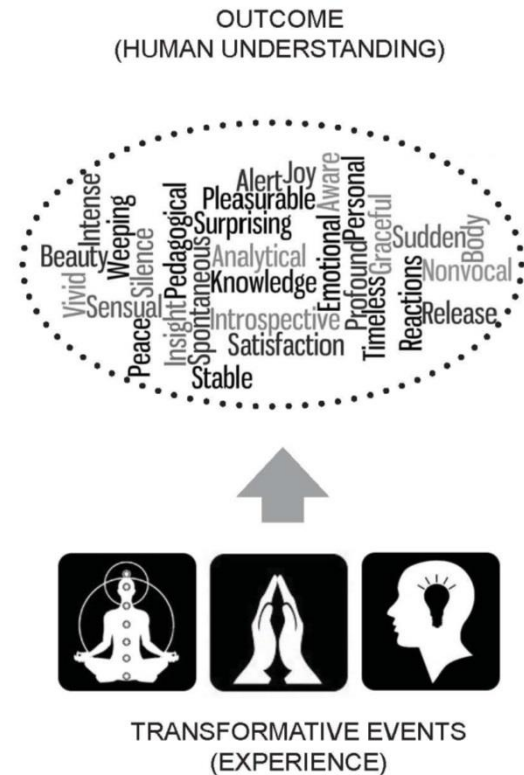 OUTCOME
(HUMAN UNDERSTANDING)
Alert Joy
Pleasurable
Surprising
Analytical
Knowledge
Introspective
Satisfaction
Stable
Beauty
Intense
Weeping
Vivid
Sensual
Silence
Peace
Pedagogical
Insight
Spontaneous
Emotional
Aware
Profound
Personal
Timeless
Graceful
Sudden
Body
Nonvocal
Reactions
Release
TRANSFORMATIVE EVENTS
(EXPERIENCE)